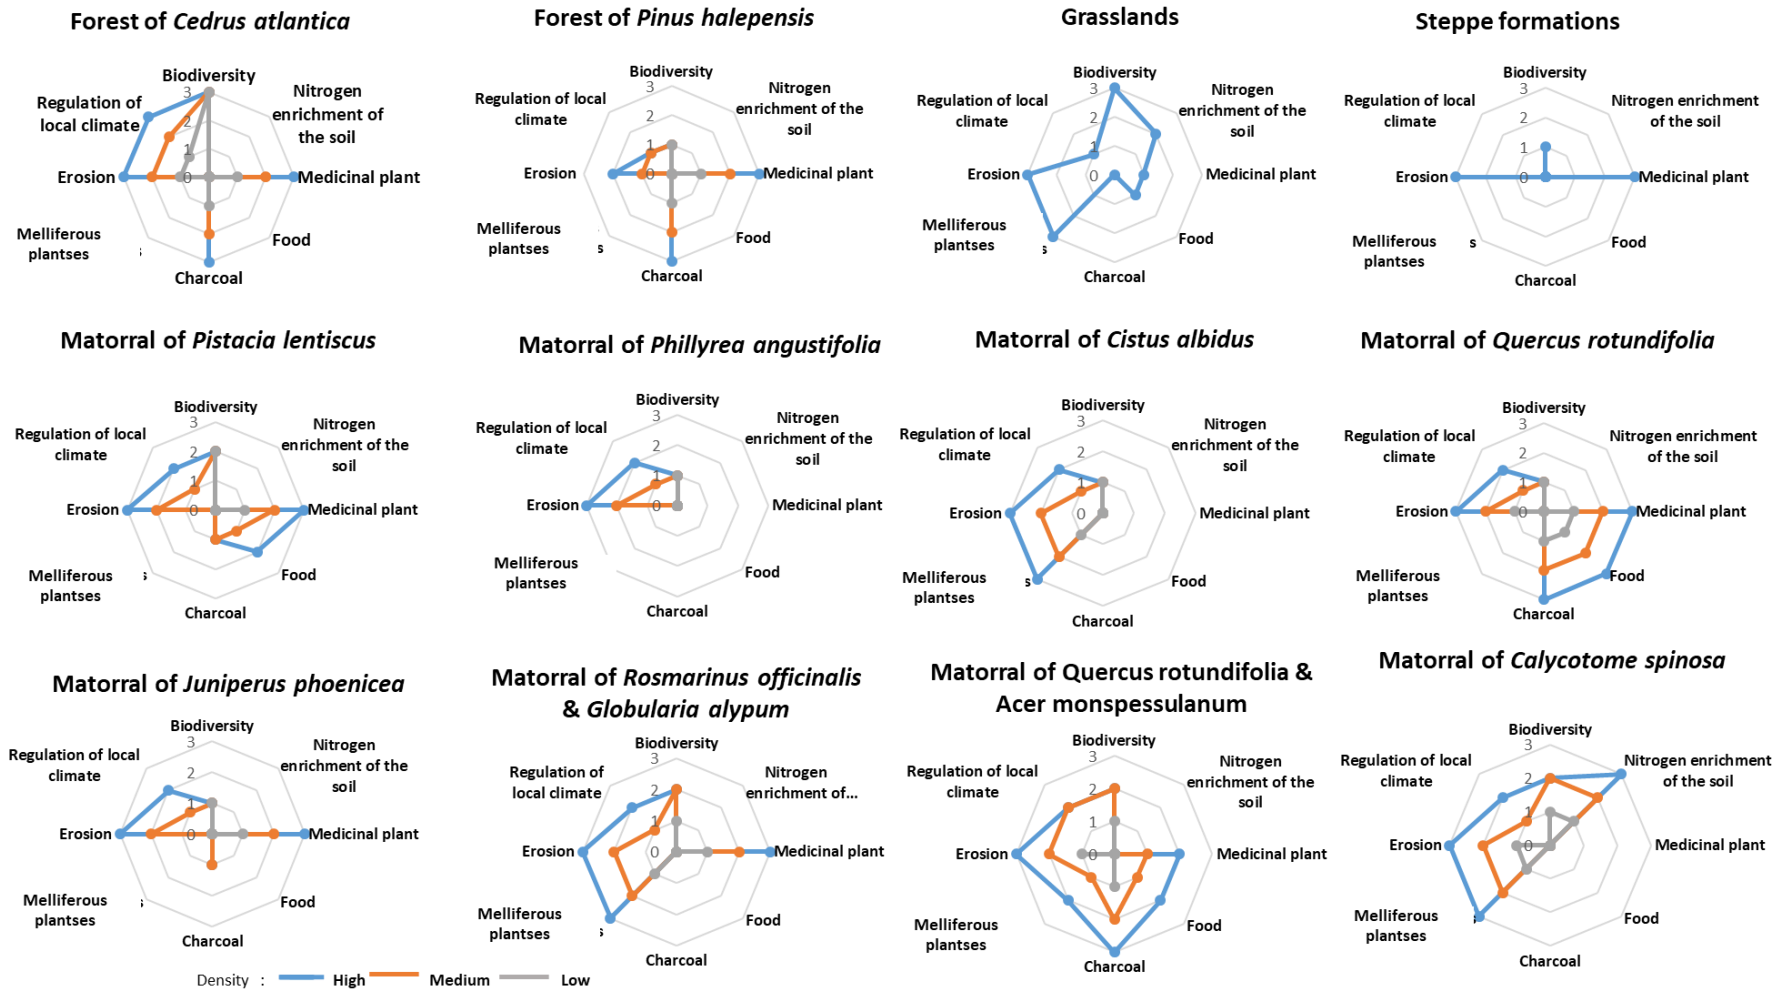 Forest of Cedrus atlantica
Biodiversity
Nitrogen
enrichment of
the soil
Medicinal plant
Food
Charcoal
Melliferous
plantses
s
Erosion
Regulation of
local climate
3
2
1
0
Forest of Pinus halepensis
Biodiversity
Nitrogen
enrichment of the
soil
Medicinal plant
Food
Charcoal
Melliferous
plantses
s
Erosion
Regulation of local
climate
3
2
1
0
Grasslands
Biodiversity
Nitrogen
enrichment of the
soil
Medicinal plant
Food
Charcoal
Melliferous
plantses
s
Erosion
Regulation of local
climate
3
2
1
0
Steppe formations
Biodiversity
Nitrogen enrichment
of the soil
Medicinal plant
Food
Charcoal
Melliferous
plantses
s
Erosion
Regulation of local
climate
3
2
1
0
Matorral of Pistacia lentiscus
Biodiversity
Nitrogen
enrichment of the
soil
Medicinal plant
Food
Charcoal
Melliferous
plantses
s
Erosion
Regulation of local
climate
3
2
1
0
Matorral of Phillyrea angustifolia
Biodiversity
Nitrogen
enrichment of the
soil
Medicinal plant
Food
Charcoal
Melliferous
plantses
Erosion
Regulation of local
climate
3
2
1
0
Matorral of Cistus albidus
Biodiversity
Nitrogen
enrichment of the
soil
Medicinal plant
Food
Charcoal
Melliferous
plantses
s
Erosion
Regulation of local
climate
3
2
1
0
Matorral of Quercus rotundifolia
Biodiversity
Nitrogen enrichment
of the soil
Medicinal plant
Food
Charcoal
Melliferous
plantses
Erosion
Regulation of local
climate
3
2
1
0
Matorral of Juniperus phoenicea
Biodiversity
Nitrogen
enrichment of the
soil
Medicinal plant
Food
Charcoal
Melliferous
plantses
s
Erosion
Regulation of local
climate
3
2
1
0
Matorral of Rosmarinus officinalis
& Globularia alypum
Biodiversity
Nitrogen
enrichment of...
Medicinal plant
Food
Charcoal
Melliferous
plantses
s
Erosion
Regulation of
local climate
3
2
1
0
Matorral of Quercus rotundifolia &
Acer monspessulanum
Biodiversity
Nitrogen
enrichment of the
soil
Medicinal plant
Food
Charcoal
Melliferous
plantses
Erosion
Regulation of local
climate
3
2
1
0
Matorral of Calycotome spinosa
Biodiversity
Nitrogen enrichment
of the soil
Medicinal plant
Food
Charcoal
Melliferous
plantses
s
Erosion
Regulation of local
climate
3
2
1
0
Density : High Medium Low